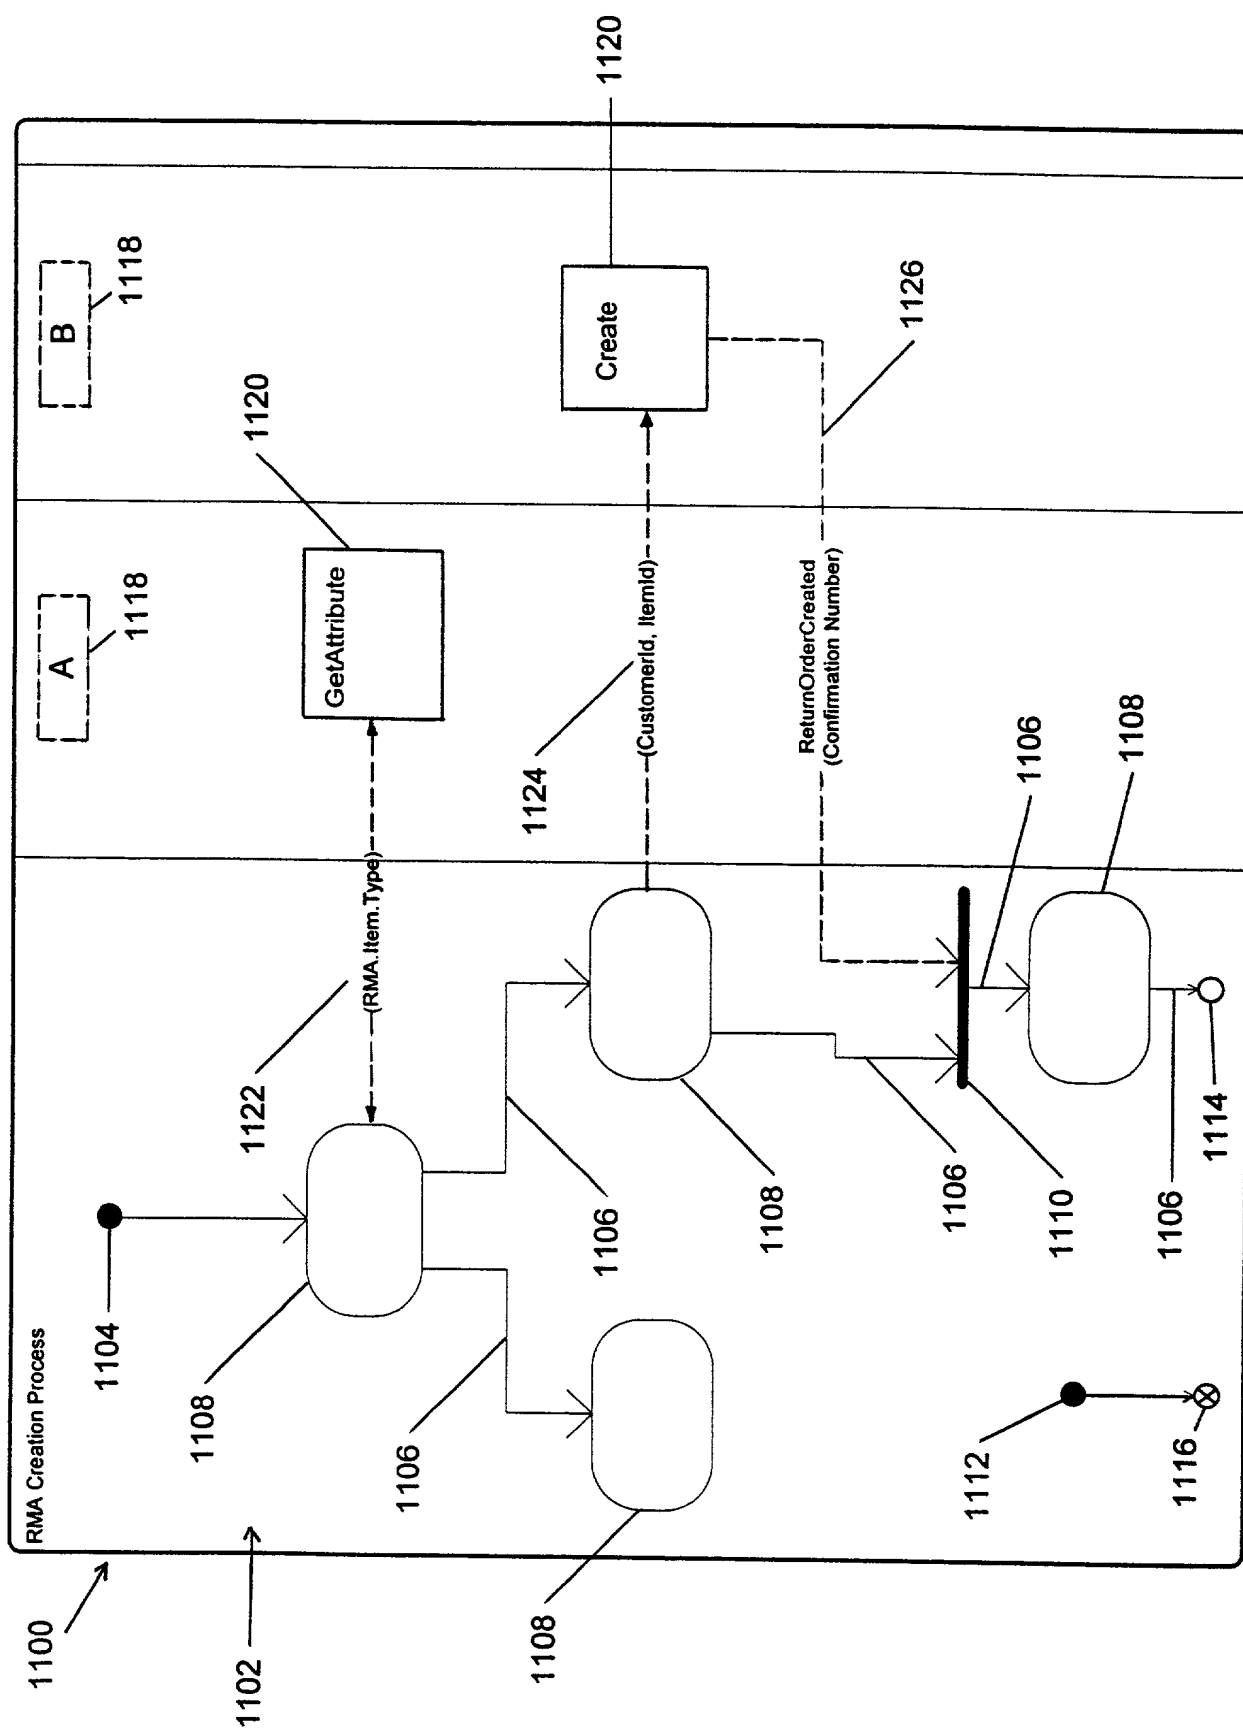 1100
1102
RMA Creation Process
1104
A
1118
B
1118
1108
1122
(RMA.Item.Type)
GetAttribute
1120
1106
1106
1108
1108
1124
(CustomerId, ItemId)
Create
1120
1106
ReturnOrderCreated
(Confirmation Number)
1126
1110
1106
1108
1112
1116
1106
1114